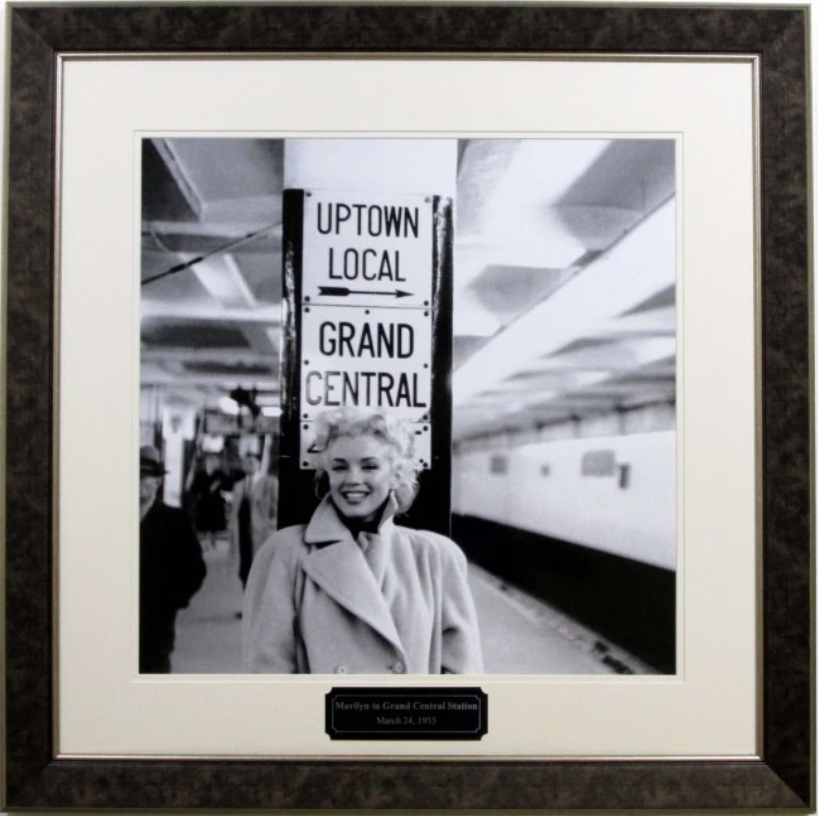 UPTOWN
LOCAL
GRAND
CENTRAL
Marilyn in Grand Central Station
March 24, 1955